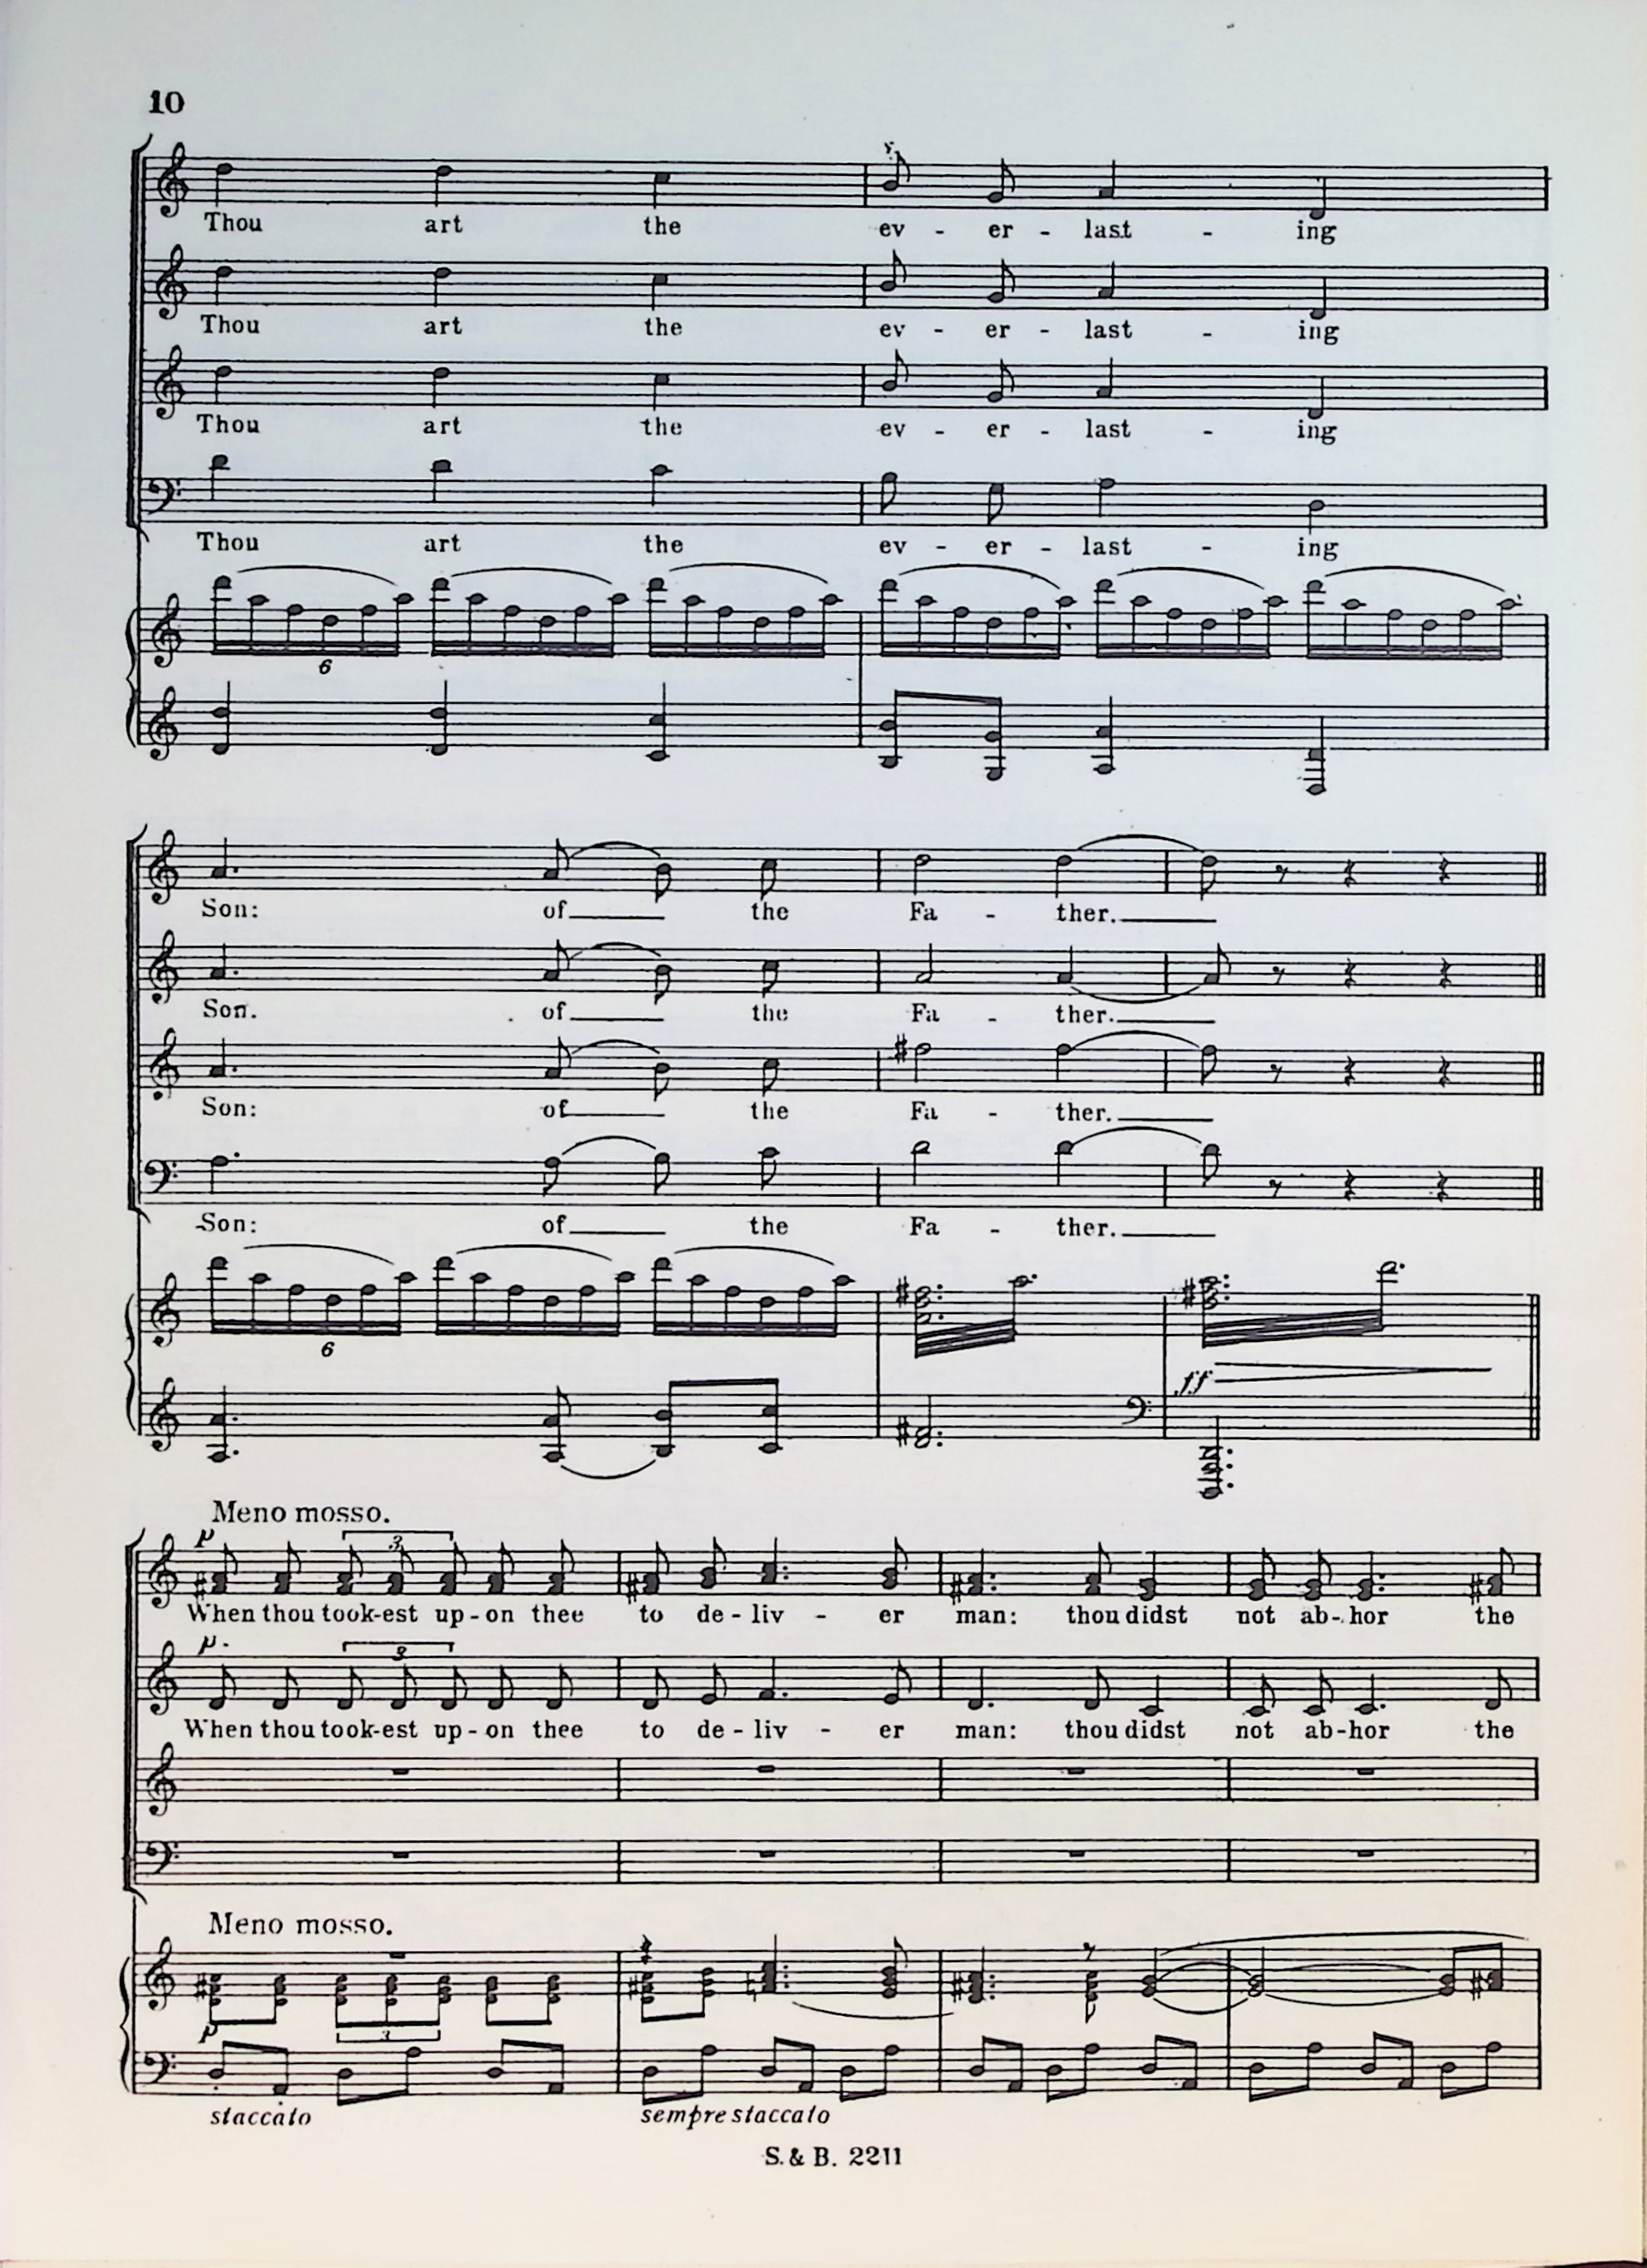 10
Thou art the ev - er - last - ing
Thou art the ev - er - last - ing
Thou art the ev - er - last - ing
Thou art the ev - er - last - ing
6
Son: of the Fa - ther.
Son. of the Fa - ther.
Son: of the Fa - ther.
Son: of the Fa - ther.
6
ff
Meno mosso.
p
3
When thou took-est up-on thee to de-liv - er man: thou didst not ab-hor the
p
3
When thou took-est up-on thee to de-liv - er man: thou didst not ab-hor the
Meno mosso.
p
3
staccato sempre staccato
S. & B. 2211